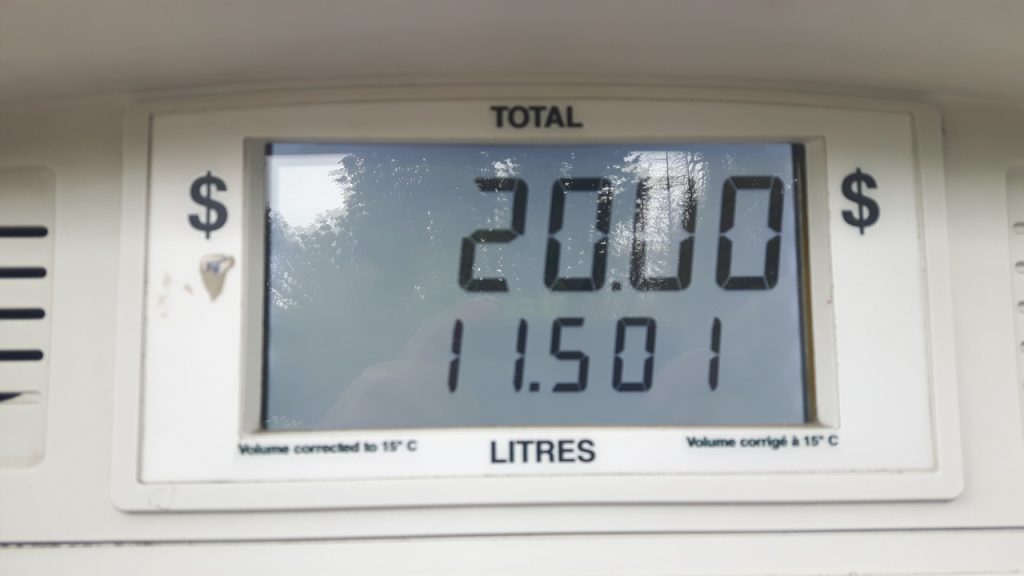 TOTAL
$ 20.00 $
11.501
Volume corrected to 15° C LITRES Volume corrigé à 15° C